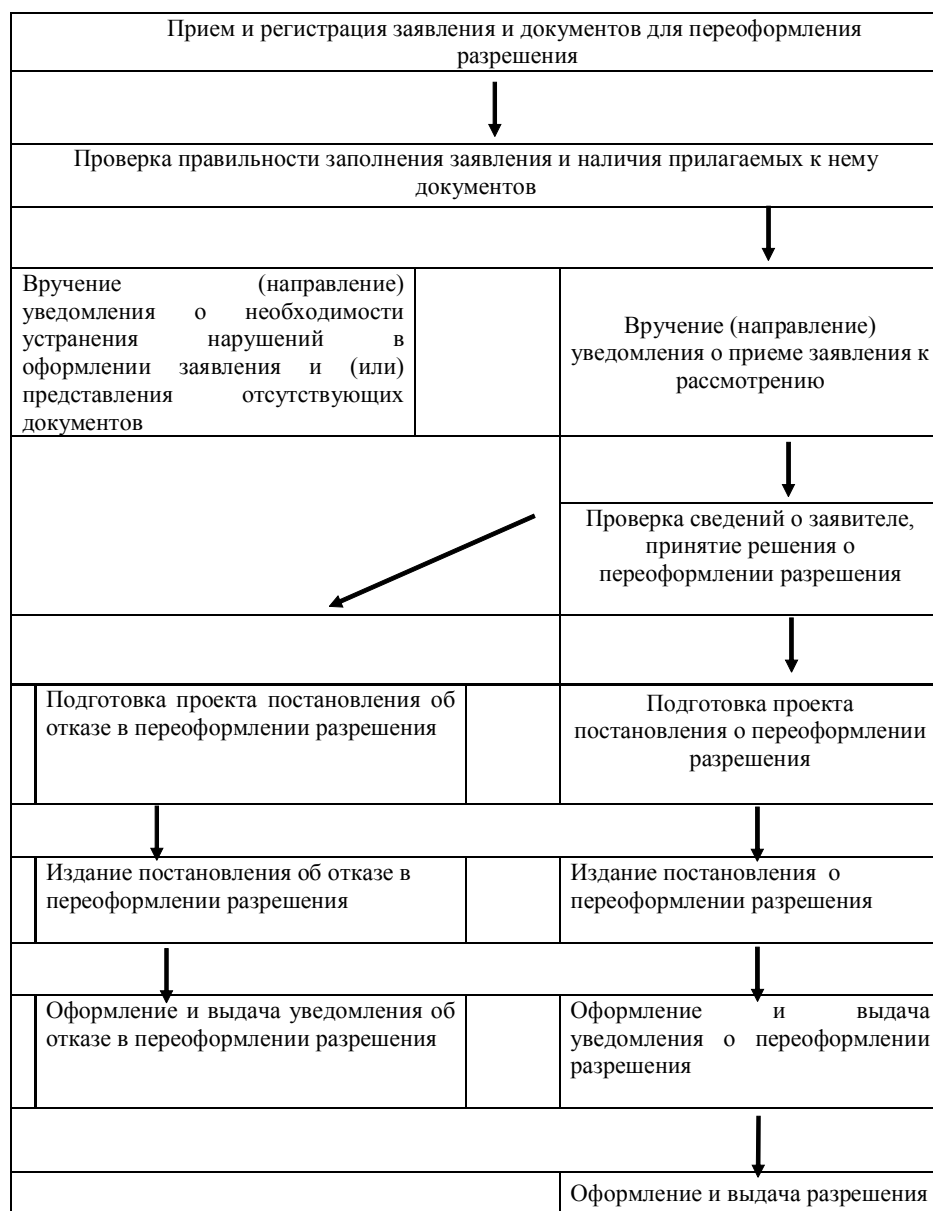 Прием и регистрация заявления и документов для переоформления
разрешения
Проверка правильности заполнения заявления и наличия прилагаемых к нему
документов
Вручение (направление)
уведомления о необходимости
устранения нарушений в
оформлении заявления и (или)
представления отсутствующих
документов
Вручение (направление)
уведомления о приеме заявления к
рассмотрению
Проверка сведений о заявителе,
принятие решения о
переоформлении разрешения
Подготовка проекта постановления об
отказе в переоформлении разрешения
Подготовка проекта
постановления о переоформлении
разрешения
Издание постановления об отказе в
переоформлении разрешения
Издание постановления о
переоформлении разрешения
Оформление и выдача уведомления об
отказе в переоформлении разрешения
Оформление и выдача
уведомления о переоформлении
разрешения
Оформление и выдача разрешения